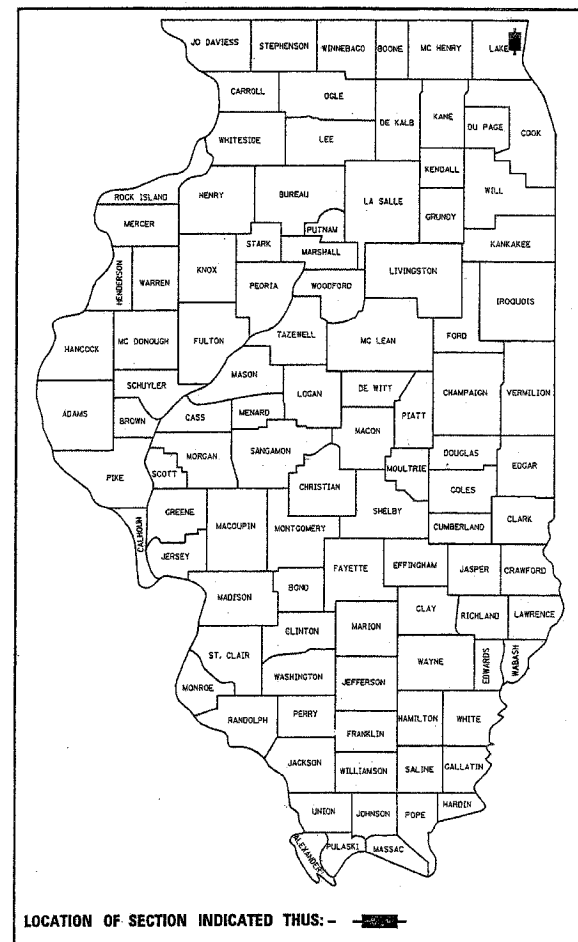 JO DAVIESS STEPHENSON WINNEBAGO BOONE MC HENRY LAKE
CARROLL OGLE
DE KALB KANE DU PAGE COOK
WHITESIDE LEE
KENDALL WILL
ROCK ISLAND HENRY BUREAU LA SALLE
MERCER PUTNAM GRUNDY
STARK MARSHALL KANKAKEE
HENDERSON WARREN KNOX PEORIA WOODFORD LIVINGSTON IROQUOIS
HANCOCK MC DONOUGH FULTON TAZEWELL MC LEAN FORD
SCHUYLER MASON LOGAN DE WITT CHAMPAIGN VERMILION
ADAMS BROWN CASS MENARD MACON PIATT
MORGAN SANGAMON DOUGLAS EDGAR
PIKE SCOTT CHRISTIAN MOULTRIE COLES
CALHOUN GREENE MACOUPIN MONTGOMERY SHELBY CUMBERLAND CLARK
JERSEY FAYETTE EFFINGHAM JASPER CRAWFORD
MADISON BOND CLAY RICHLAND LAWRENCE
CLINTON MARION
ST. CLAIR WAYNE EDWARDS WABASH
WASHINGTON JEFFERSON
MONROE
RANDOLPH PERRY HAMILTON WHITE
FRANKLIN
JACKSON WILLIAMSON SALINE GALLATIN
HARDIN
UNION JOHNSON POPE
ALEXANDER PULASKI MASSAC
LOCATION OF SECTION INDICATED THUS: -